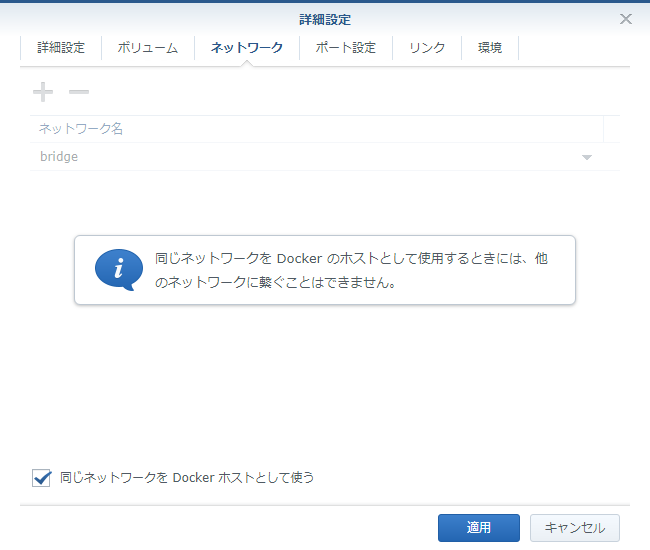 詳細設定
詳細設定 ボリューム ネットワーク ポート設定 リンク 環境
ネットワーク名
bridge
同じネットワークを Docker のホストとして使用するときには、他
のネットワークに繋ぐことはできません。
同じネットワークを Docker ホストとして使う
適用 キャンセル